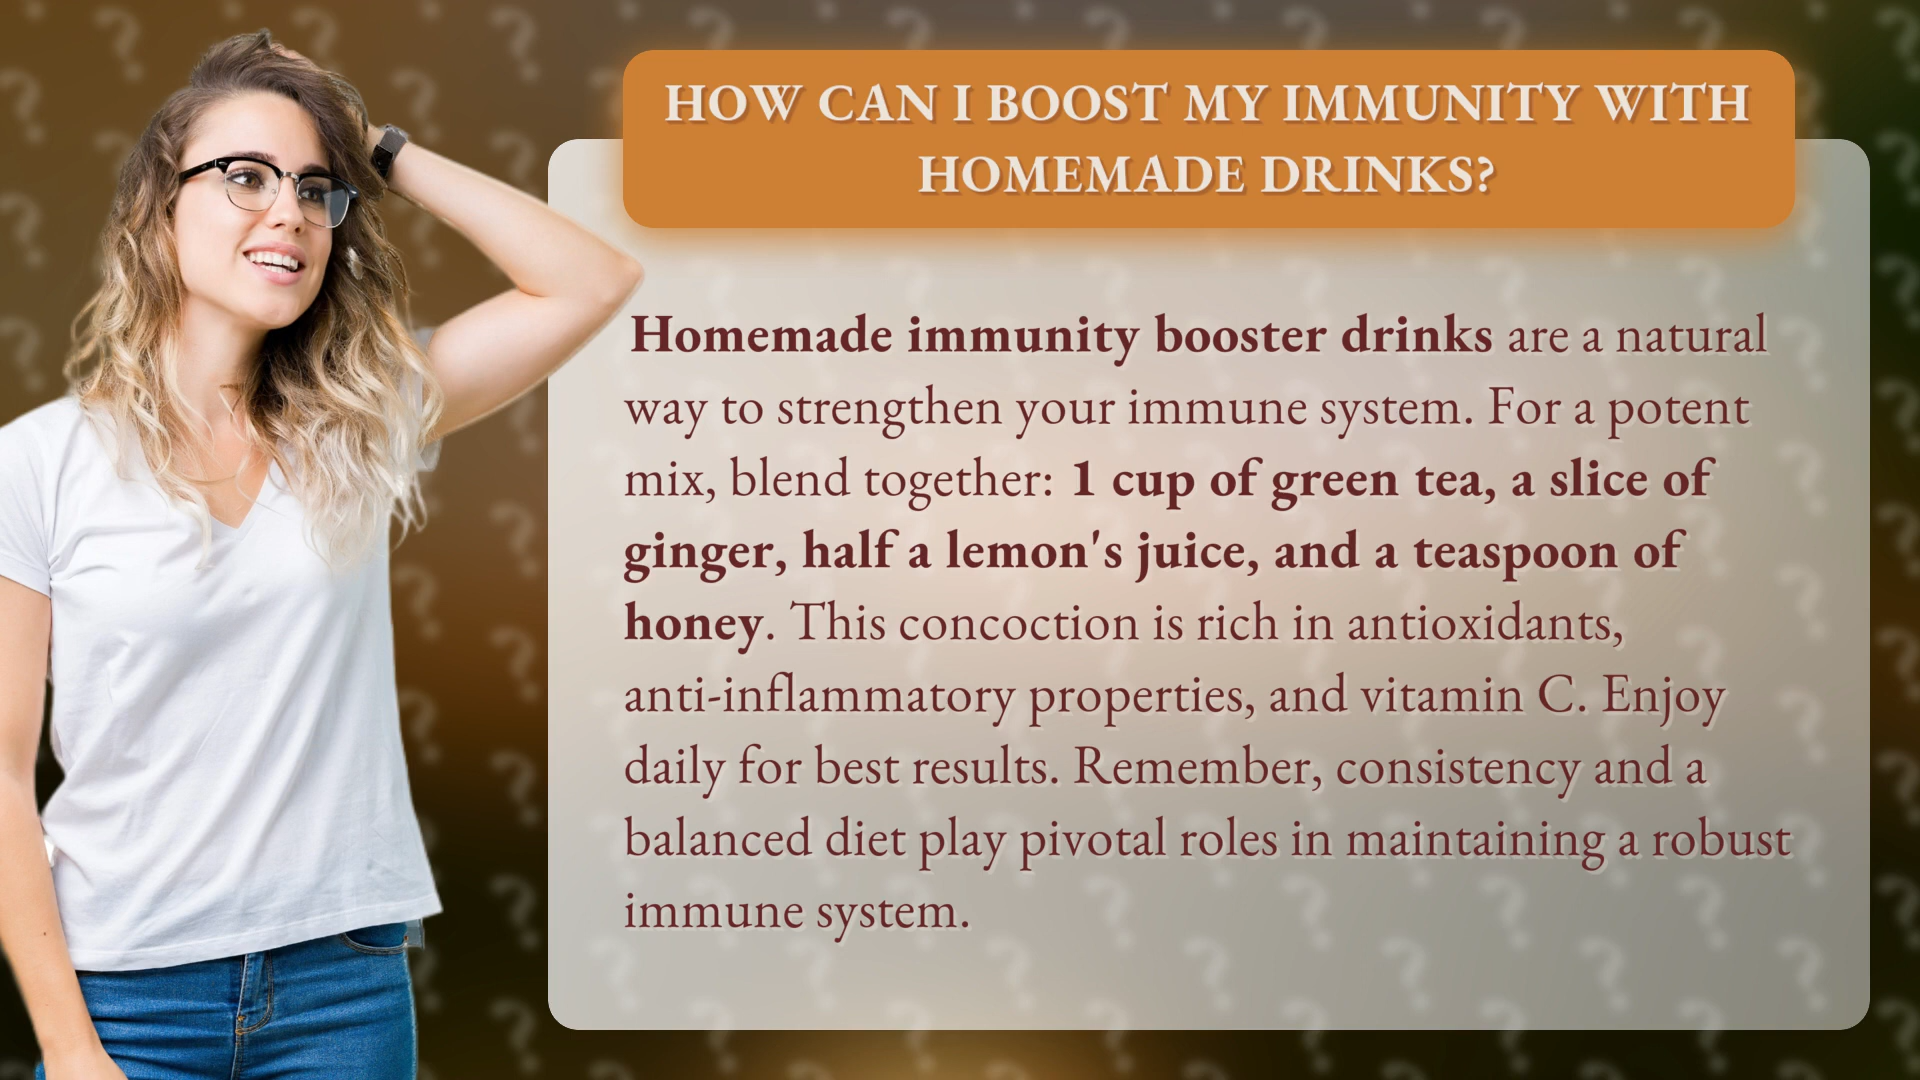 HOW CAN I BOOST MY IMMUNITY WITH
HOMEMADE DRINKS?
Homemade immunity booster drinks are a natural
way to strengthen your immune system. For a potent
mix, blend together: 1 cup of green tea, a slice of
ginger, half a lemon's juice, and a teaspoon of
honey. This concoction is rich in antioxidants,
anti-inflammatory properties, and vitamin C. Enjoy
daily for best results. Remember, consistency and a
balanced diet play pivotal roles in maintaining a robust
immune system.